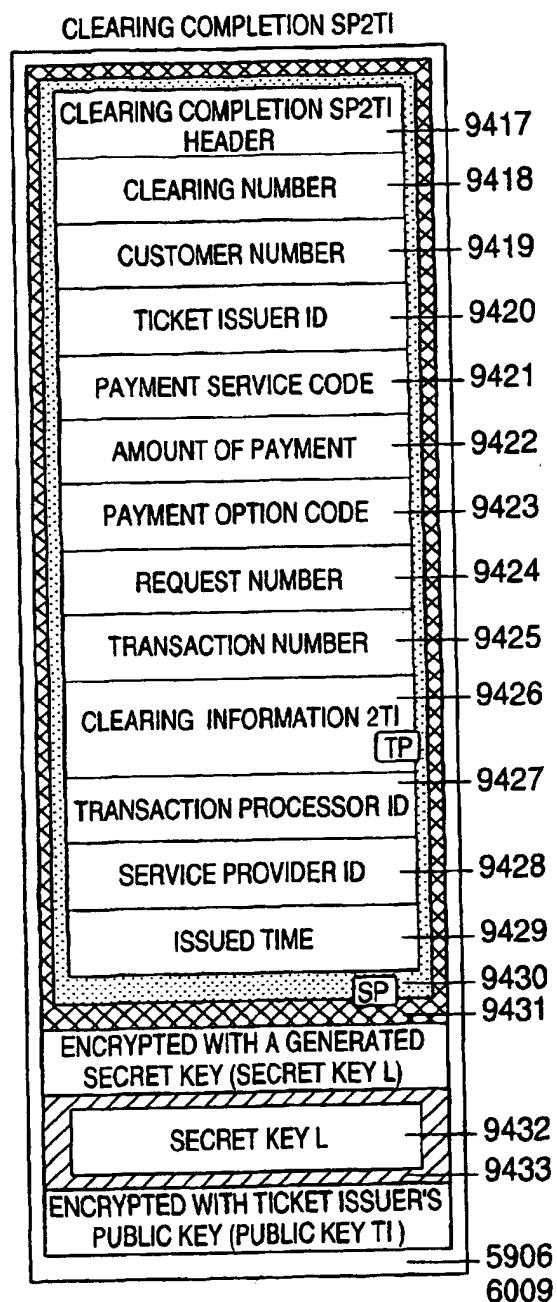 CLEARING COMPLETION SP2TI
CLEARING COMPLETION SP2TI
HEADER
9417
CLEARING NUMBER
9418
CUSTOMER NUMBER
9419
TICKET ISSUER ID
9420
PAYMENT SERVICE CODE
9421
AMOUNT OF PAYMENT
9422
PAYMENT OPTION CODE
9423
REQUEST NUMBER
9424
TRANSACTION NUMBER
9425
9426
CLEARING INFORMATION 2TI
TP
9427
TRANSACTION PROCESSOR ID
SERVICE PROVIDER ID
9428
ISSUED TIME
9429
9430
SP
9431
ENCRYPTED WITH A GENERATED
SECRET KEY (SECRET KEY L)
SECRET KEY L
9432
9433
ENCRYPTED WITH TICKET ISSUER'S
PUBLIC KEY (PUBLIC KEY TI )
5906
6009